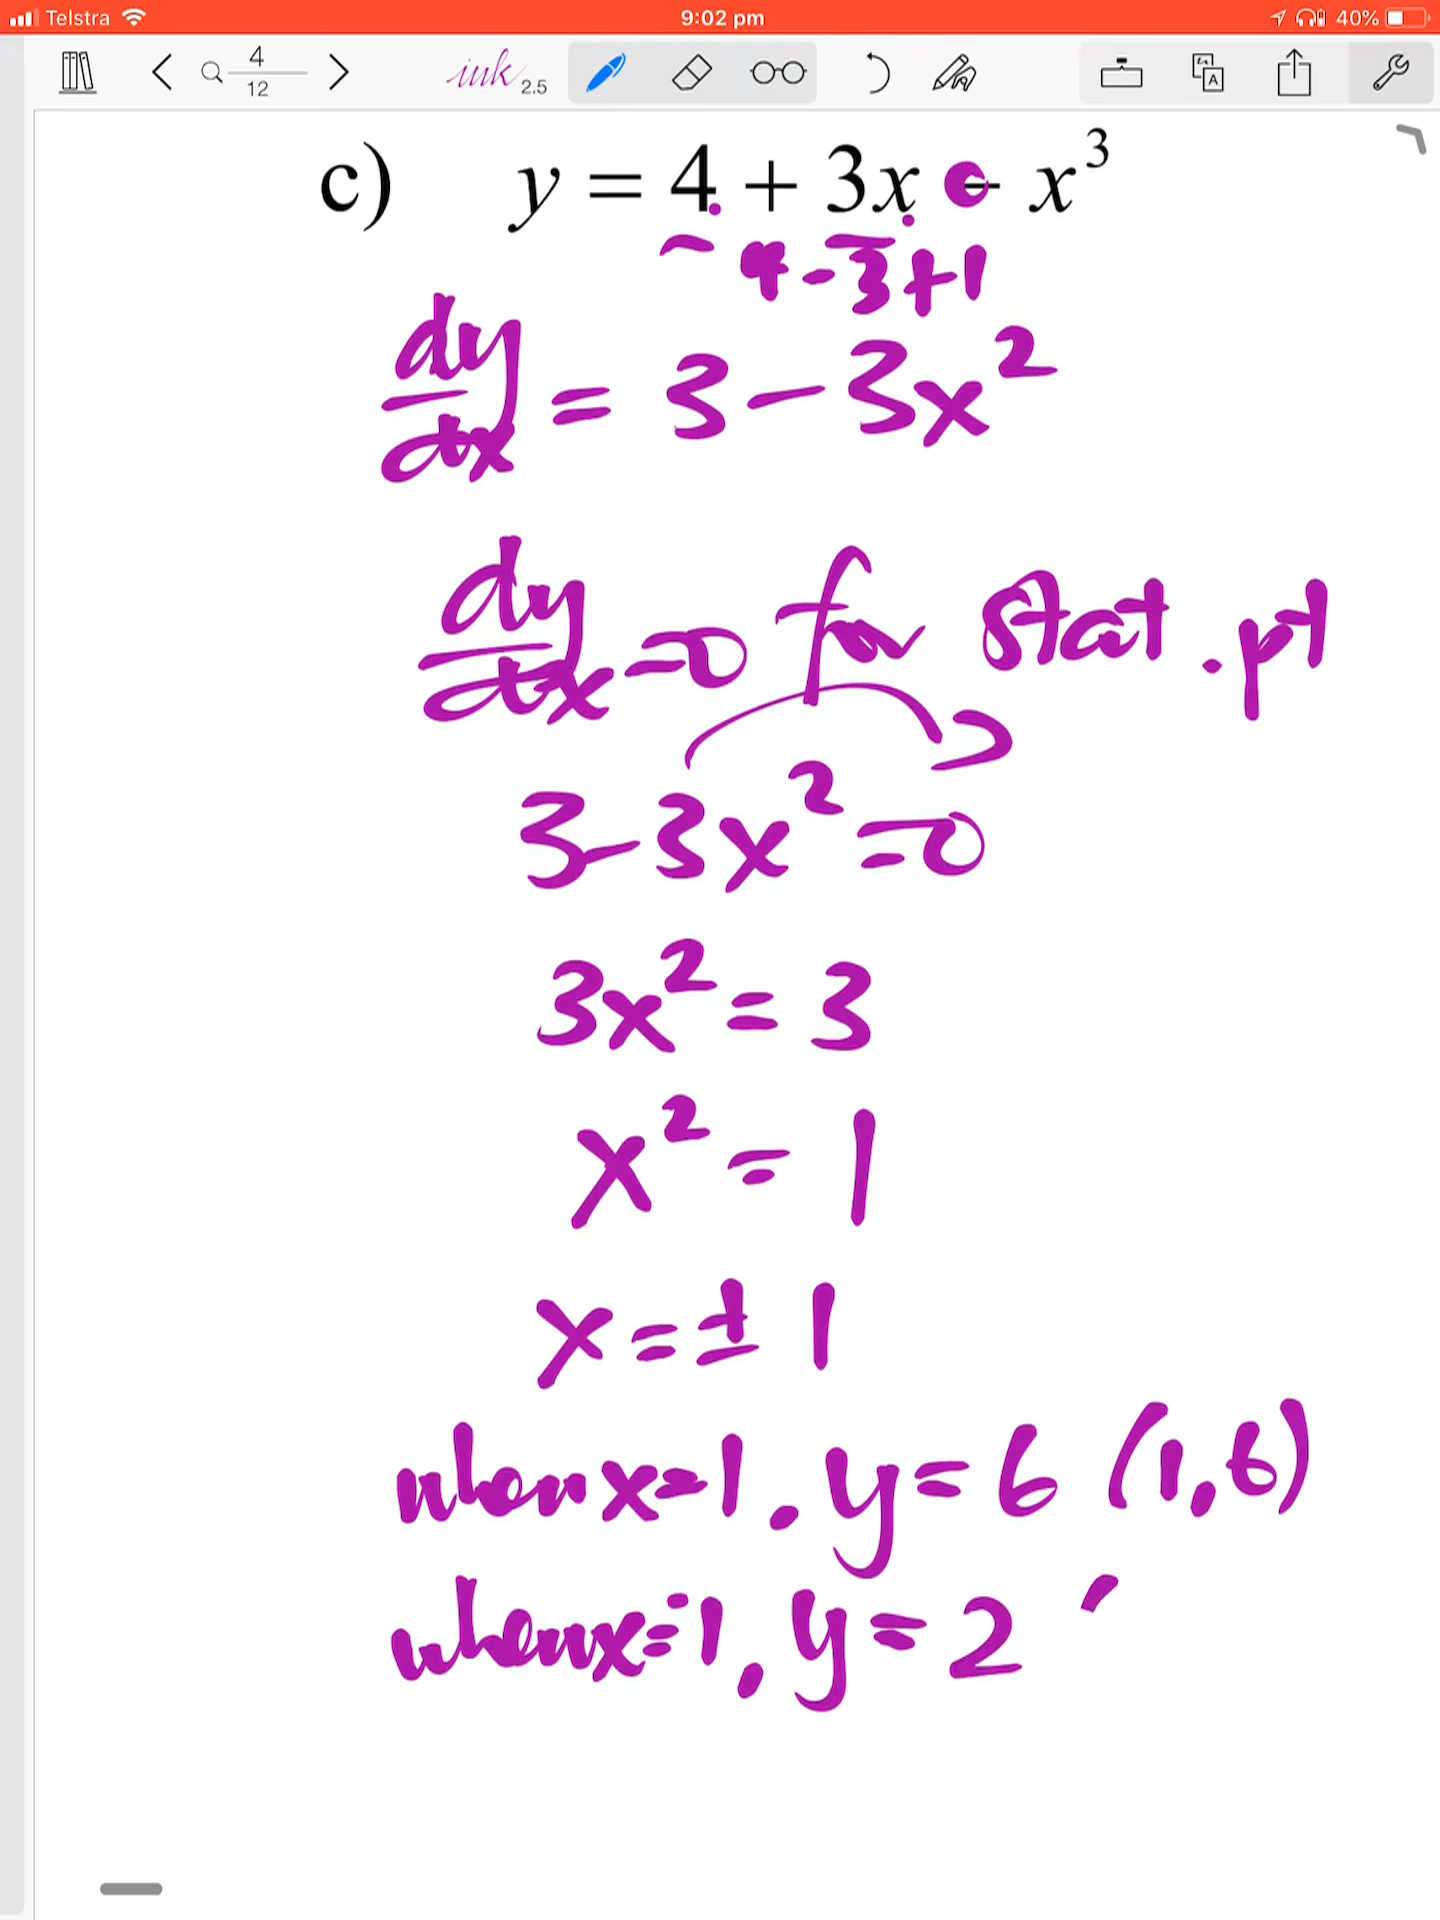 Telstra 9:02 pm 40%
4
12
ink 2.5
A
c) y = 4 + 3x - x³
4 - 3 + 1
dy/dx = 3 - 3x²
dy/dx = 0 for stat. pt
3 - 3x² = 0
3x² = 3
x² = 1
x = ± 1
when x = 1, y = 6 (1, 6)
when x = -1, y = 2 (